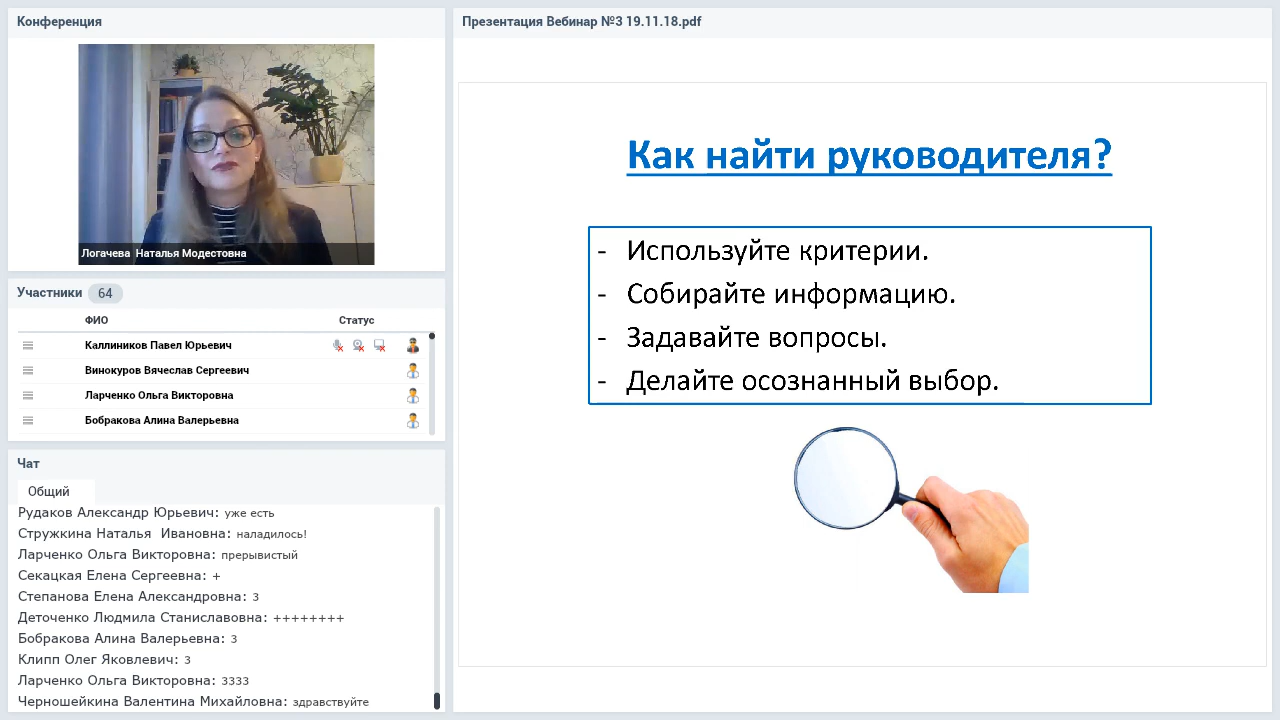 Конференция
Логачева Наталья Модестовна
Участники 64
ФИО Статус
Каллиников Павел Юрьевич
Винокуров Вячеслав Сергеевич
Ларченко Ольга Викторовна
Бобракова Алина Валерьевна
Чат
Общий
Рудаков Александр Юрьевич: уже есть
Стружкина Наталья Ивановна: наладилось!
Ларченко Ольга Викторовна: прерывистый
Секацкая Елена Сергеевна: +
Степанова Елена Александровна: 3
Деточенко Людмила Станиславовна: ++++++++
Бобракова Алина Валерьевна: 3
Клипп Олег Яковлевич: 3
Ларченко Ольга Викторовна: 3333
Черношейкина Валентина Михайловна: здравствуйте
Презентация Вебинар №3 19.11.18.pdf
Как найти руководителя?
- Используйте критерии.
- Собирайте информацию.
- Задавайте вопросы.
- Делайте осознанный выбор.